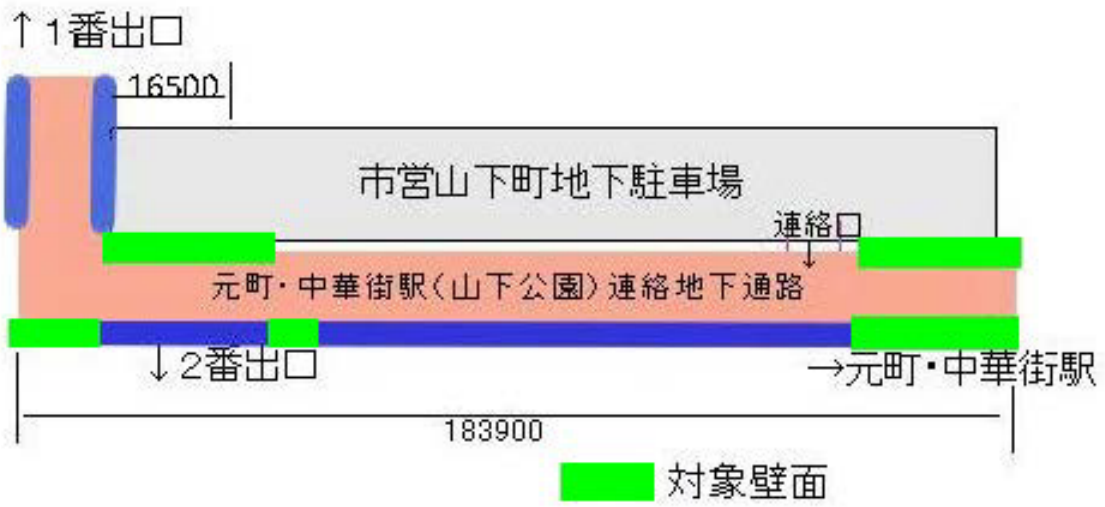 ↑1番出口
16500
市営山下町地下駐車場
連絡口
↓
元町・中華街駅(山下公園)連絡地下通路
↓2番出口
→元町・中華街駅
183900
対象壁面